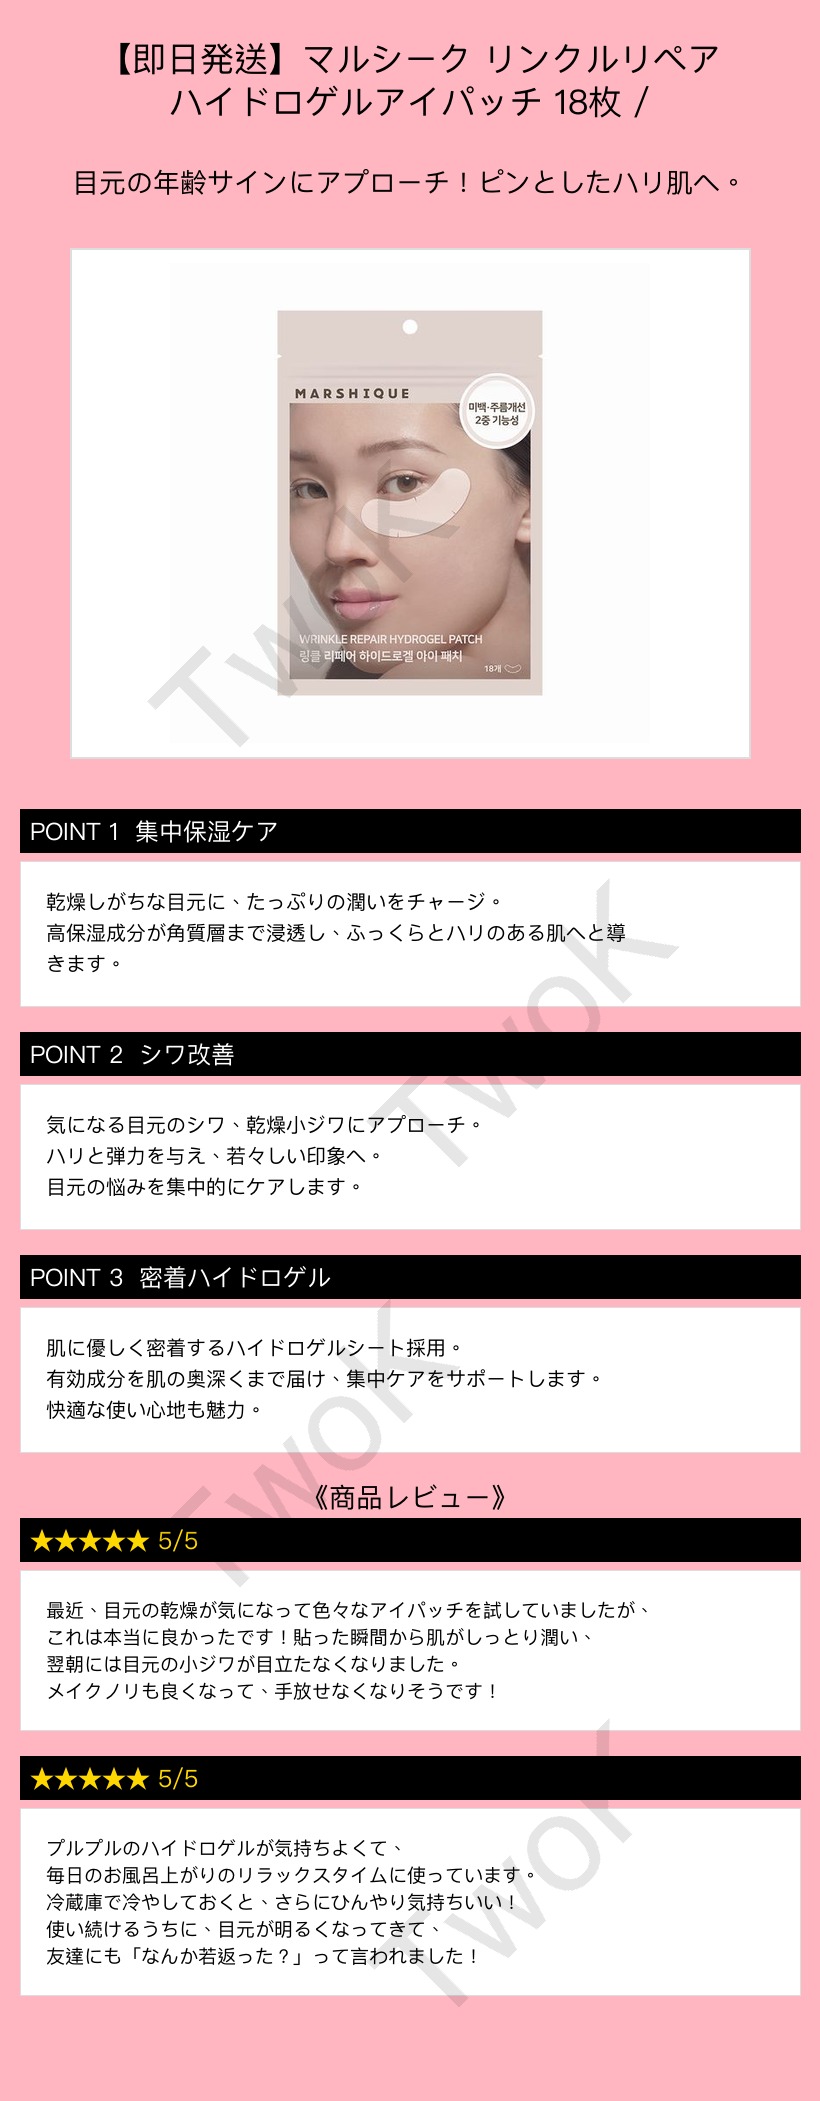 【即日発送】マルシーク リンクルリペア
ハイドロゲルアイパッチ 18枚 /
目元の年齢サインにアプローチ！ピンとしたハリ肌へ。
MARSHIQUE
미백·주름개선
2중 기능성
WRINKLE REPAIR HYDROGEL PATCH
링클 리페어 하이드로겔 아이 패치
18개
TwoK
POINT 1 集中保湿ケア
乾燥しがちな目元に、たっぷりの潤いをチャージ。
高保湿成分が角質層まで浸透し、ふっくらとハリのある肌へと導
きます。
TwoK
POINT 2 シワ改善
気になる目元のシワ、乾燥小ジワにアプローチ。
ハリと弾力を与え、若々しい印象へ。
目元の悩みを集中的にケアします。
POINT 3 密着ハイドロゲル
肌に優しく密着するハイドロゲルシート採用。
有効成分を肌の奥深くまで届け、集中ケアをサポートします。
快適な使い心地も魅力。
TwoK
《商品レビュー》
★★★★★ 5/5
最近、目元の乾燥が気になって色々なアイパッチを試していましたが、
これは本当に良かったです！貼った瞬間から肌がしっとり潤い、
翌朝には目元の小ジワが目立たなくなりました。
メイクノリも良くなって、手放せなくなりそうです！
★★★★★ 5/5
プルプルのハイドロゲルが気持ちよくて、
毎日のお風呂上がりのリラックスタイムに使っています。
冷蔵庫で冷やしておくと、さらにひんやり気持ちいい！
使い続けるうちに、目元が明るくなってきて、
友達にも「なんか若返った？」って言われました！
TwoK